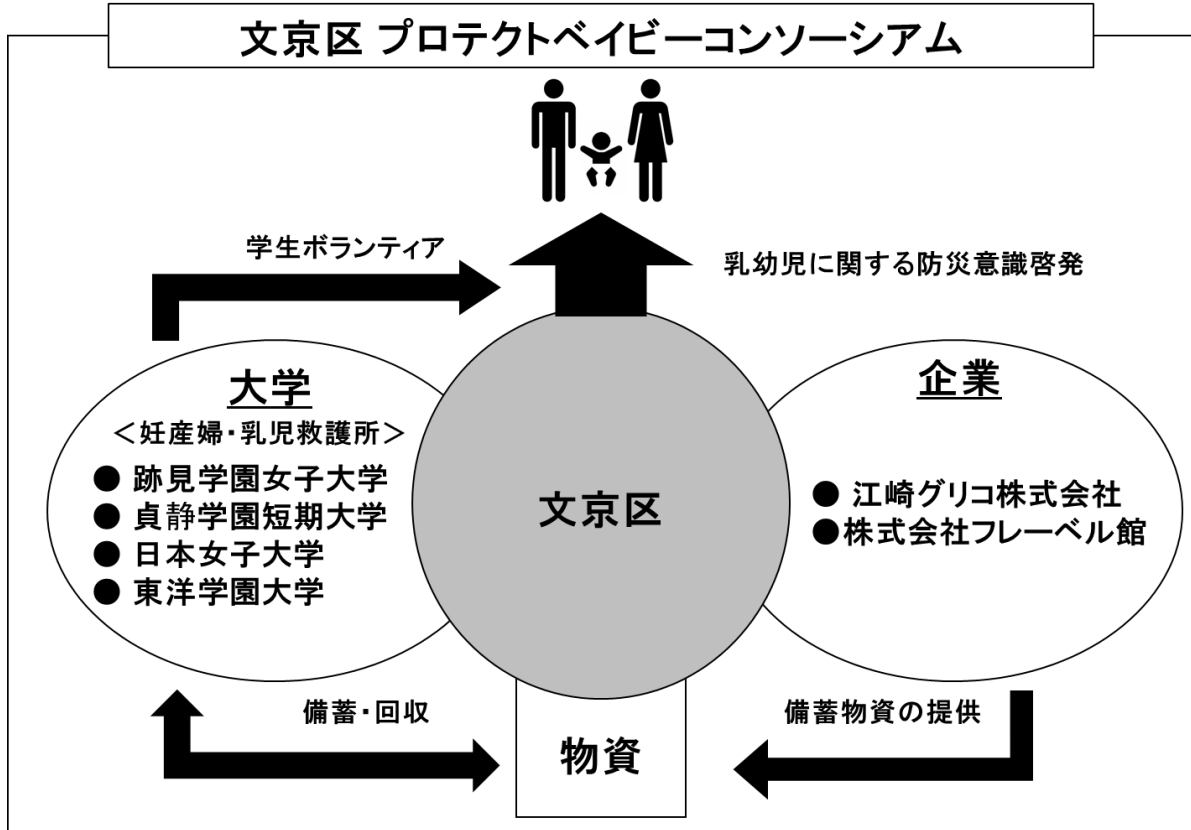 文京区 プロテクトベイビーコンソーシアム
学生ボランティア
乳幼児に関する防災意識啓発
大学
＜妊産婦・乳児救護所＞
● 跡見学園女子大学
● 貞静学園短期大学
● 日本女子大学
● 東洋学園大学
文京区
企業
● 江崎グリコ株式会社
●株式会社フレーベル館
備蓄・回収
物資
備蓄物資の提供